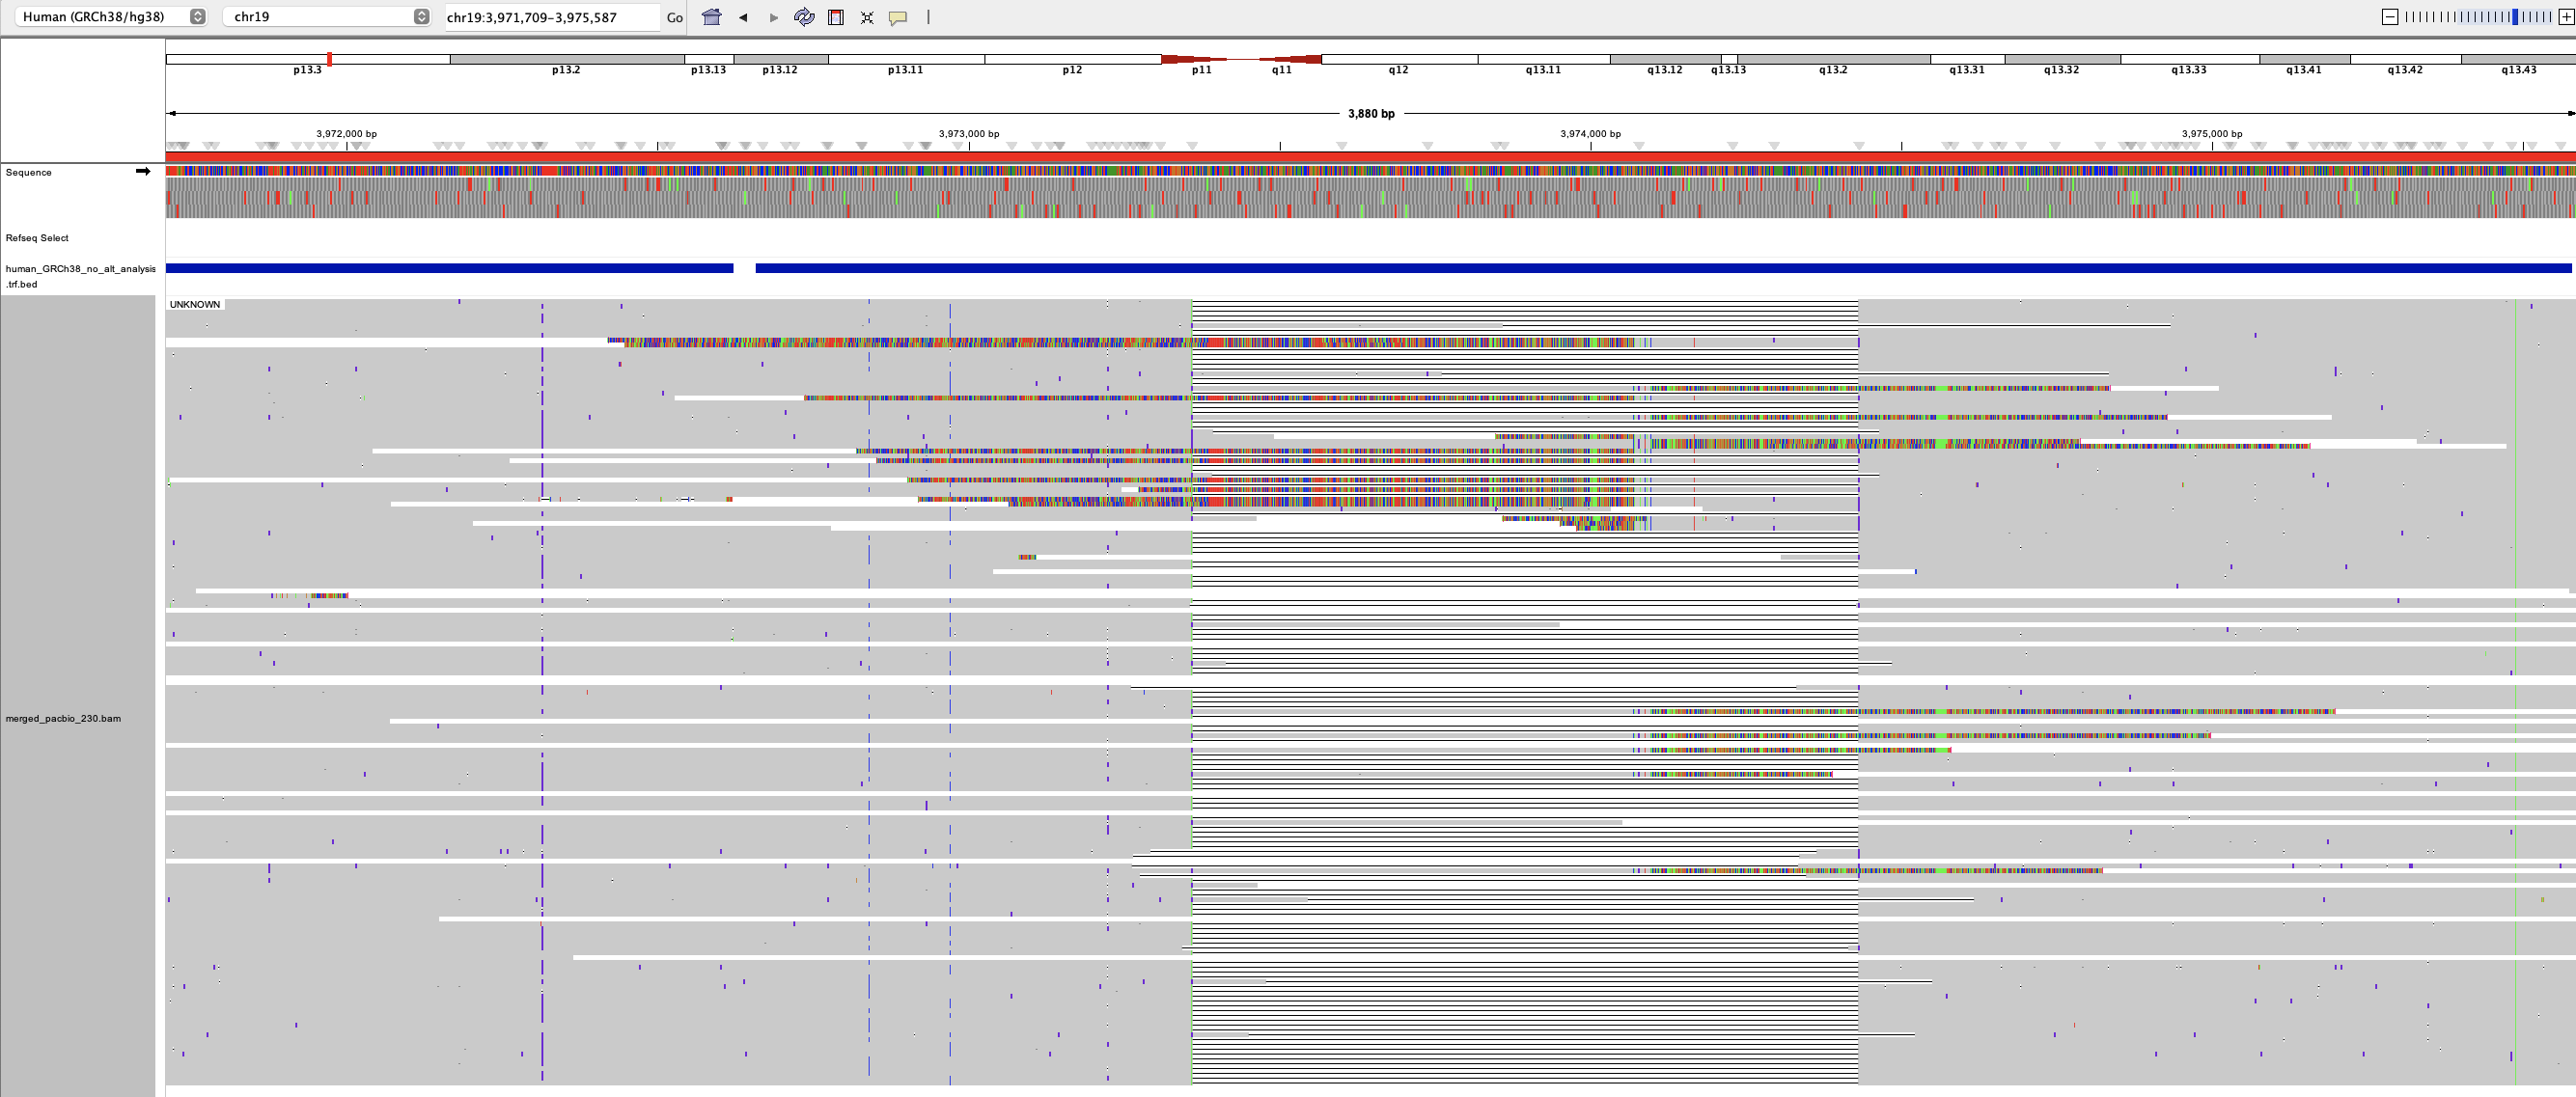 Human (GRCh38/hg38) chr19 chr19:3,971,709-3,975,587 Go
p13.3 p13.2 p13.13 p13.12 p13.11 p12 p11 q11 q12 q13.11 q13.12 q13.13 q13.2 q13.31 q13.32 q13.33 q13.41 q13.42 q13.43
3,880 bp
3,972,000 bp 3,973,000 bp 3,974,000 bp 3,975,000 bp
Sequence
Refseq Select
human_GRCh38_no_alt_analysis
.trf.bed
UNKNOWN
merged_pacbio_230.bam